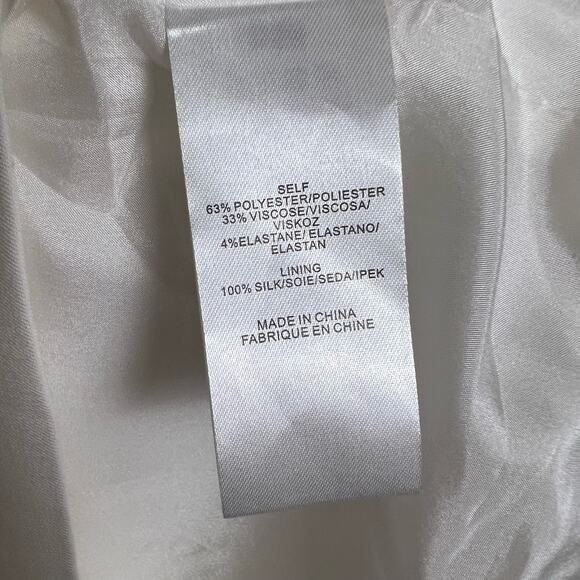 SELF
63% POLYESTER/POLIESTER
33% VISCOSE/VISCOSA/
VISKOZ
4%ELASTANE/ ELASTANO/
ELASTAN
LINING
100% SILK/SOIE/SEDA/IPEK
MADE IN CHINA
FABRIQUE EN CHINE